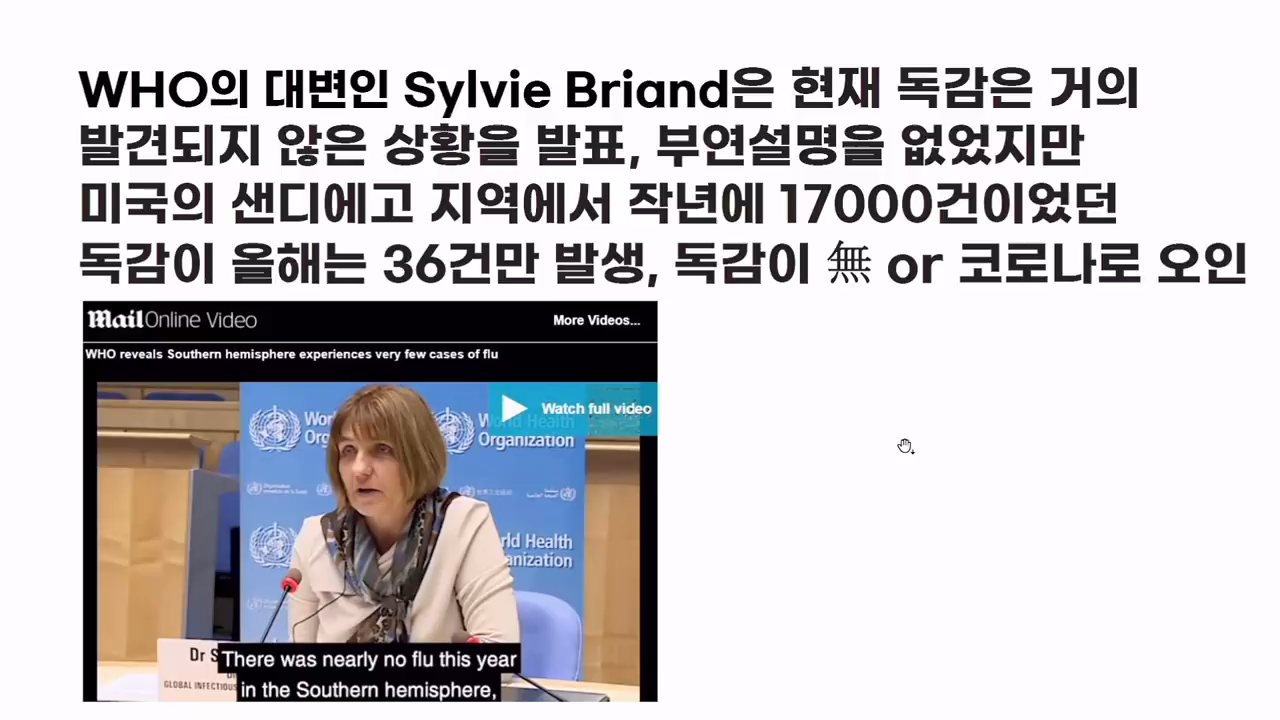 WHO의 대변인 Sylvie Briand은 현재 독감은 거의
발견되지 않은 상황을 발표, 부연설명을 없었지만
미국의 샌디에고 지역에서 작년에 17000건이었던
독감이 올해는 36건만 발생, 독감이 無 or 코로나로 오인
Mail Online Video
More Videos...
WHO reveals Southern hemisphere experiences very few cases of flu
Watch full video
World Health
Organization
World Health
Organization
Dr S
GLOBAL INFECTIOUS
There was nearly no flu this year
in the Southern hemisphere,